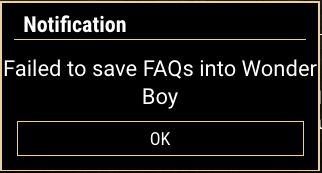 Notification
Failed to save FAQs into Wonder
Boy
OK